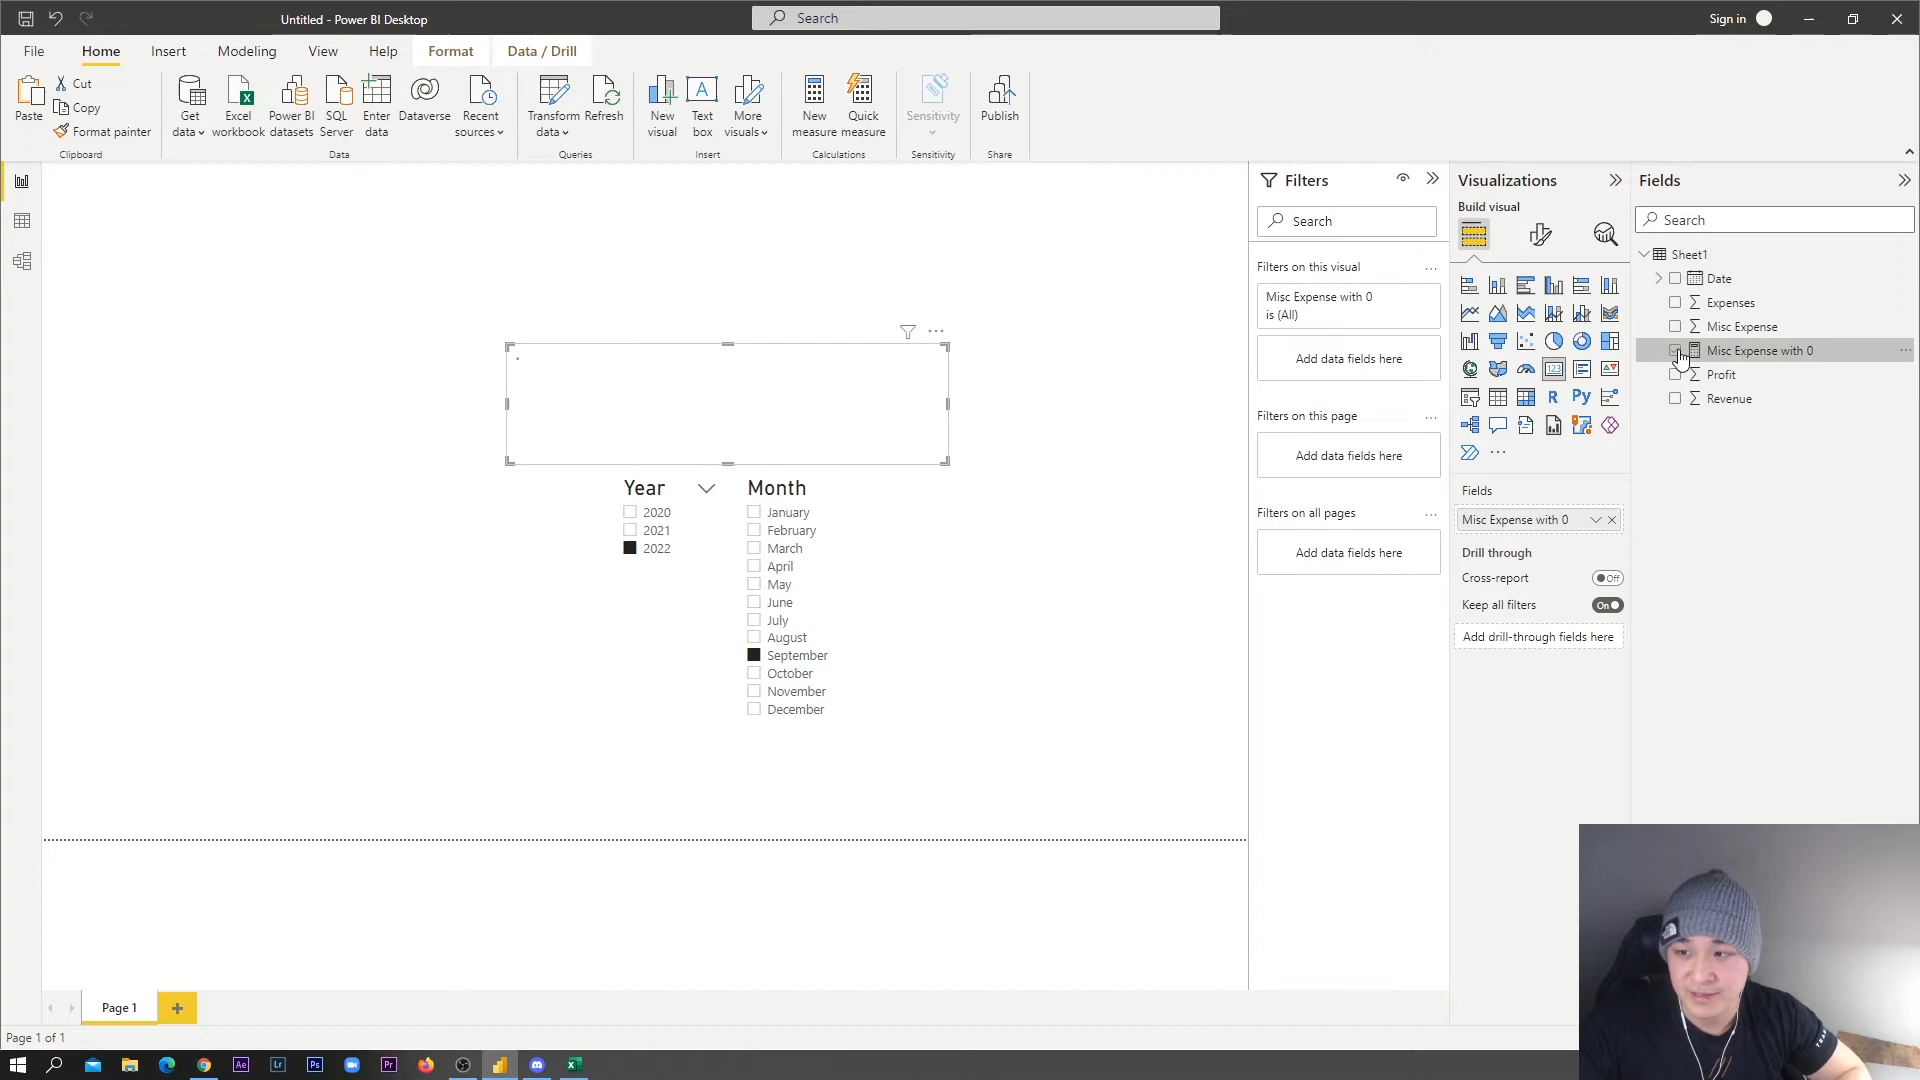 Untitled - Power BI Desktop
Search
Sign in
File Home Insert Modeling View Help Format Data / Drill
Paste
Cut
Copy
Format painter
Clipboard
Get data
Excel workbook
Power BI datasets
SQL Server
Enter data
Dataverse
Recent sources
Data
Transform data
Refresh
Queries
New visual
Text box
More visuals
Insert
New measure
Quick measure
Calculations
Sensitivity
Sensitivity
Publish
Share
Year
2020
2021
2022
Month
January
February
March
April
May
June
July
August
September
October
November
December
Filters
Search
Filters on this visual
Misc Expense with 0
is (All)
Add data fields here
Filters on this page
Add data fields here
Filters on all pages
Add data fields here
Visualizations
Build visual
123
R
Py
Fields
Misc Expense with 0
Drill through
Cross-report
Off
Keep all filters
On
Add drill-through fields here
Fields
Search
Sheet1
Date
Expenses
Misc Expense
Misc Expense with 0
Profit
Revenue
Page 1
Page 1 of 1
Ae
Lr
Ps
Pr